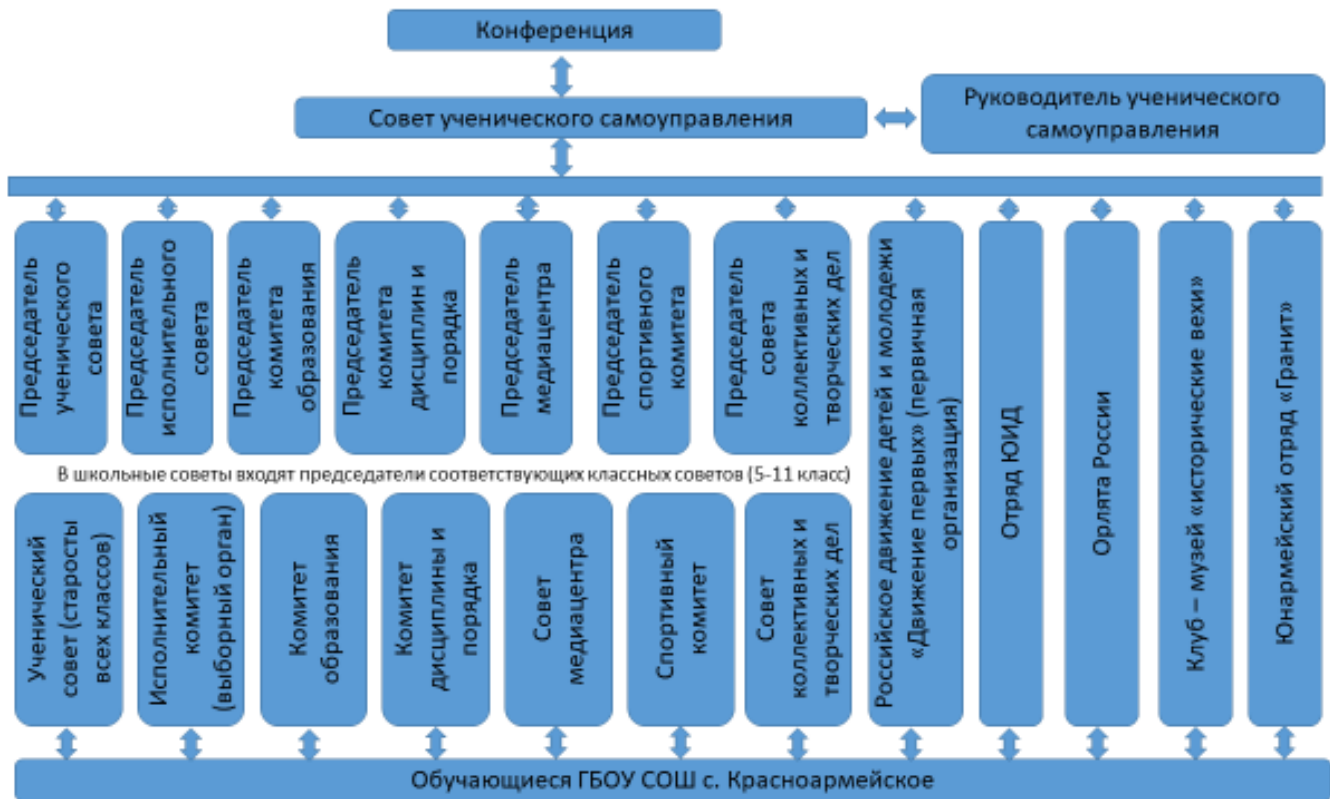 Конференция
Совет ученического самоуправления
Руководитель ученического
самоуправления
Председатель
ученического
совета
Председатель
исполнительного
совета
Председатель
комитета
образования
Председатель
комитета
дисциплин и
порядка
Председатель
медиацентра
Председатель
спортивного
комитета
Председатель
совета
коллективных и
творческих дел
Российское движение детей и молодежи
«Движение первых» (первичная
организация)
Отряд ЮИД
Орлята России
Клуб – музей «исторические вехи»
Юнармейский отряд «Гранит»
В школьные советы входят председатели соответствующих классных советов (5-11 класс)
Ученический
совет (старосты
всех классов)
Исполнительный
комитет
(выборный орган)
Комитет
образования
Комитет
дисциплины и
порядка
Совет
медиацентра
Спортивный
комитет
Совет
коллективных и
творческих дел
Обучающиеся ГБОУ СОШ с. Красноармейское